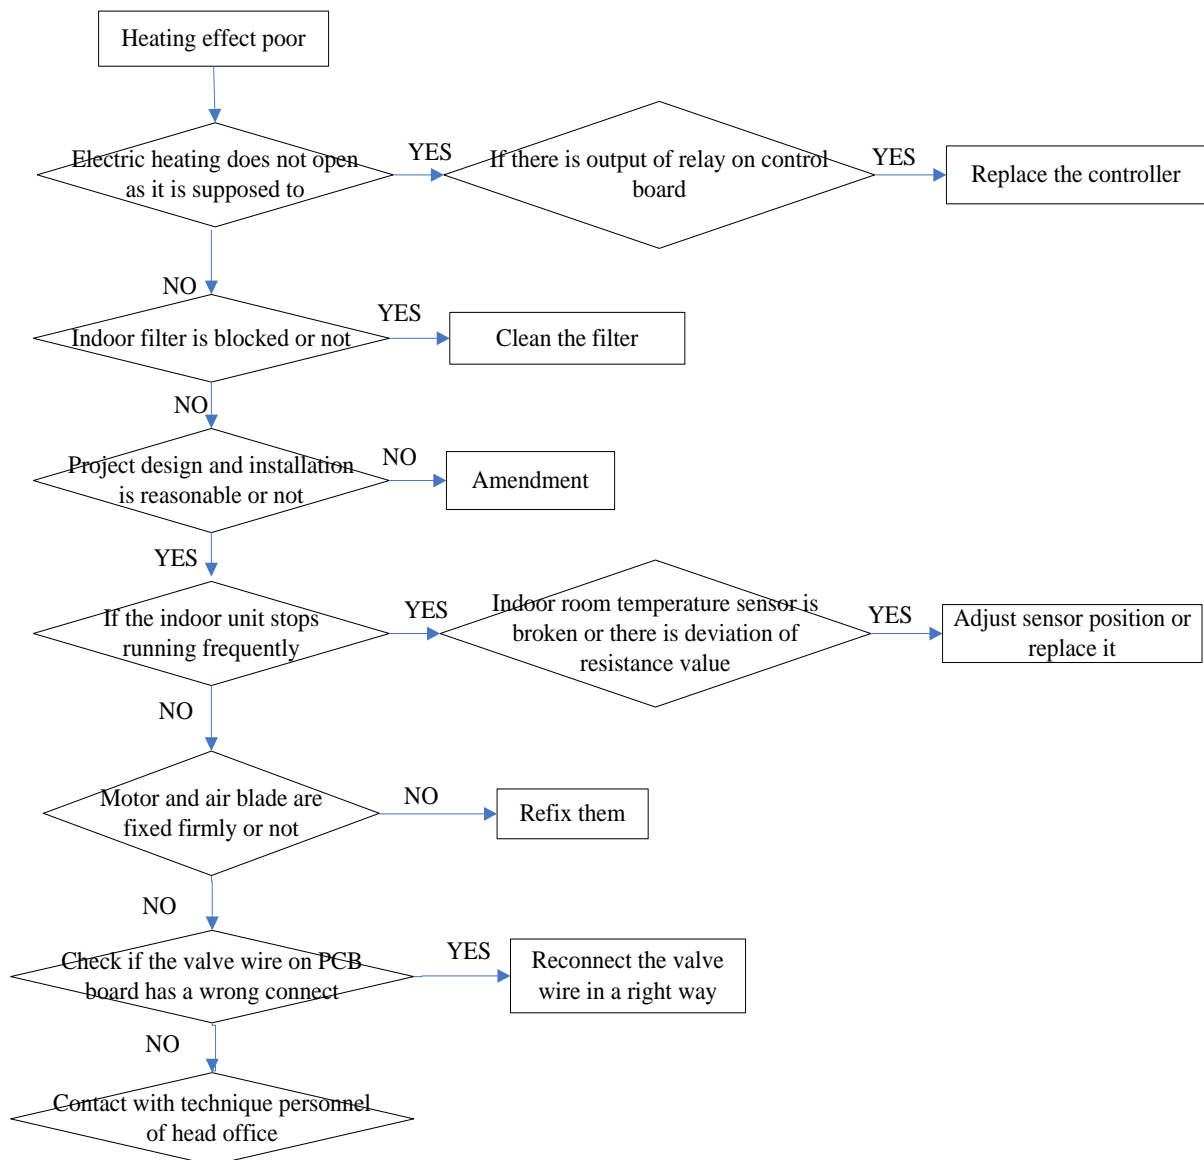 Heating effect poor
Electric heating does not open
as it is supposed to
YES
If there is output of relay on control
board
YES
Replace the controller
NO
Indoor filter is blocked or not
YES
Clean the filter
NO
Project design and installation
is reasonable or not
NO
Amendment
YES
If the indoor unit stops
running frequently
YES
Indoor room temperature sensor is
broken or there is deviation of
resistance value
YES
Adjust sensor position or
replace it
NO
Motor and air blade are
fixed firmly or not
NO
Refix them
NO
Check if the valve wire on PCB
board has a wrong connect
YES
Reconnect the valve
wire in a right way
NO
Contact with technique personnel
of head office